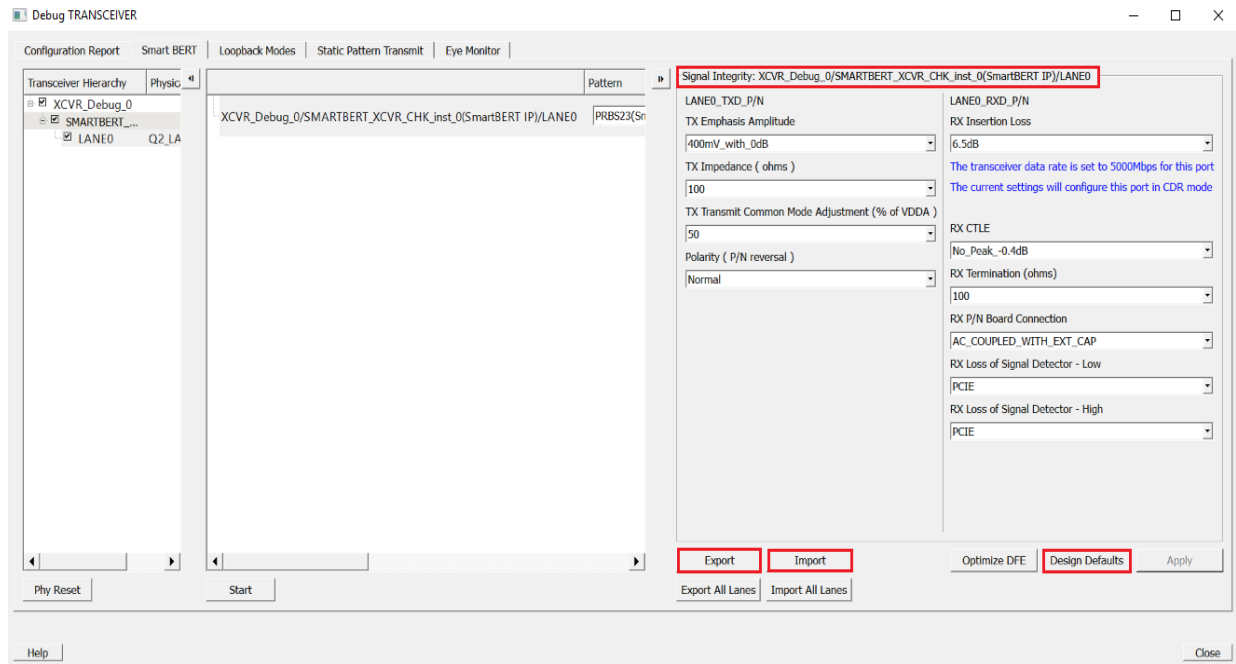 Debug TRANSCEIVER
Configuration Report Smart BERT Loopback Modes Static Pattern Transmit Eye Monitor
Transceiver Hierarchy Physic
XCVR_Debug_0
SMARTBERT_...
LANE0 Q2_LA
Pattern
XCVR_Debug_0/SMARTBERT_XCVR_CHK_inst_0(SmartBERT IP)/LANE0 PRBS23(Sn
Signal Integrity: XCVR_Debug_0/SMARTBERT_XCVR_CHK_inst_0(SmartBERT IP)/LANE0
LANE0_TXD_P/N
TX Emphasis Amplitude
400mV_with_0dB
TX Impedance ( ohms )
100
TX Transmit Common Mode Adjustment (% of VDDA )
50
Polarity ( P/N reversal )
Normal
LANE0_RXD_P/N
RX Insertion Loss
6.5dB
The transceiver data rate is set to 5000Mbps for this port
The current settings will configure this port in CDR mode
RX CTLE
No_Peak_-0.4dB
RX Termination (ohms)
100
RX P/N Board Connection
AC_COUPLED_WITH_EXT_CAP
RX Loss of Signal Detector - Low
PCIE
RX Loss of Signal Detector - High
PCIE
Export Import Optimize DFE Design Defaults Apply
Phy Reset Start Export All Lanes Import All Lanes
Help Close